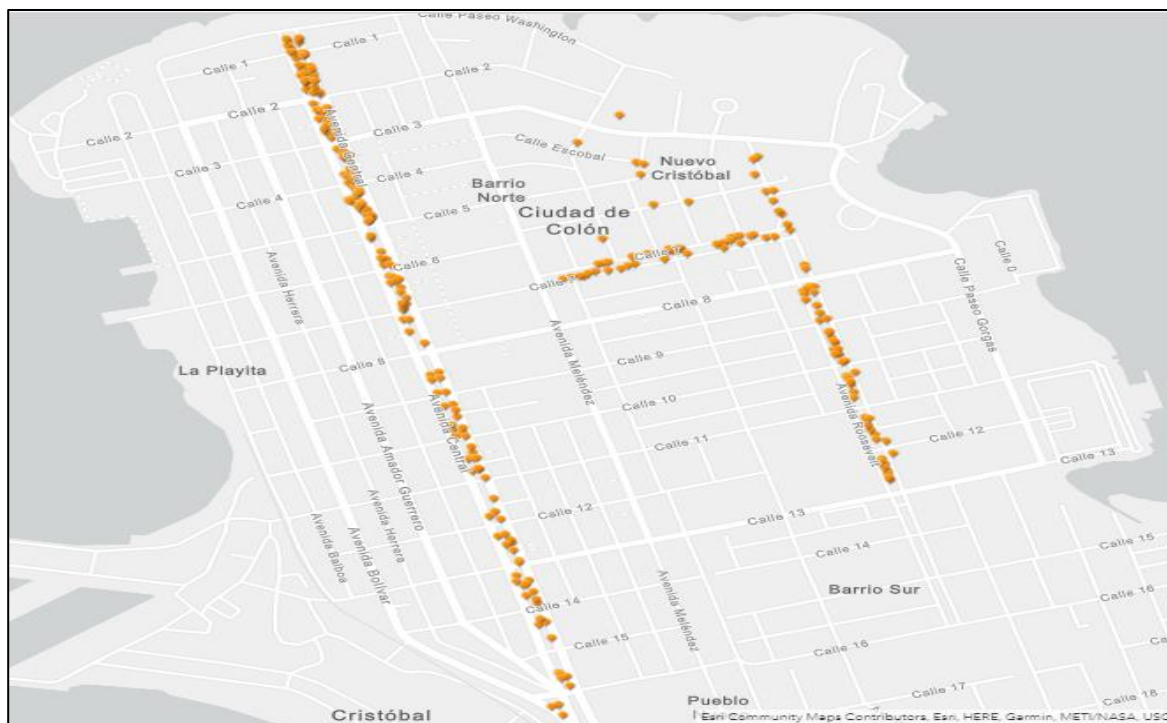 Calle Paseo Washington
Calle 1
Calle 1
Calle 2
Calle 2
Calle 2
Calle 3
Avenida Central
Calle Escobal
Calle 3
Calle 4
Nuevo
Cristóbal
Barrio
Norte
Calle 4
Calle 5
Ciudad de
Colón
Calle 0
Calle 6
Calle 7
Calle 7
Avenida Herrera
Calle Paseo Gorgas
Calle 8
Calle 8
La Playita
Avenida Meléndez
Calle 9
Calle 10
Avenida Central
Avenida Amador Guerrero
Avenida Roosevelt
Calle 11
Calle 12
Calle 13
Calle 12
Calle 13
Avenida Herrera
Avenida Bolívar
Avenida Balboa
Calle 14
Calle 15
Avenida Meléndez
Barrio Sur
Calle 16
Calle 14
Calle 15
Calle 16
Calle 17
Calle 18
Cristóbal
Pueblo
Esri Community Maps Contributors, Esri, HERE, Garmin, METI/NASA, USG